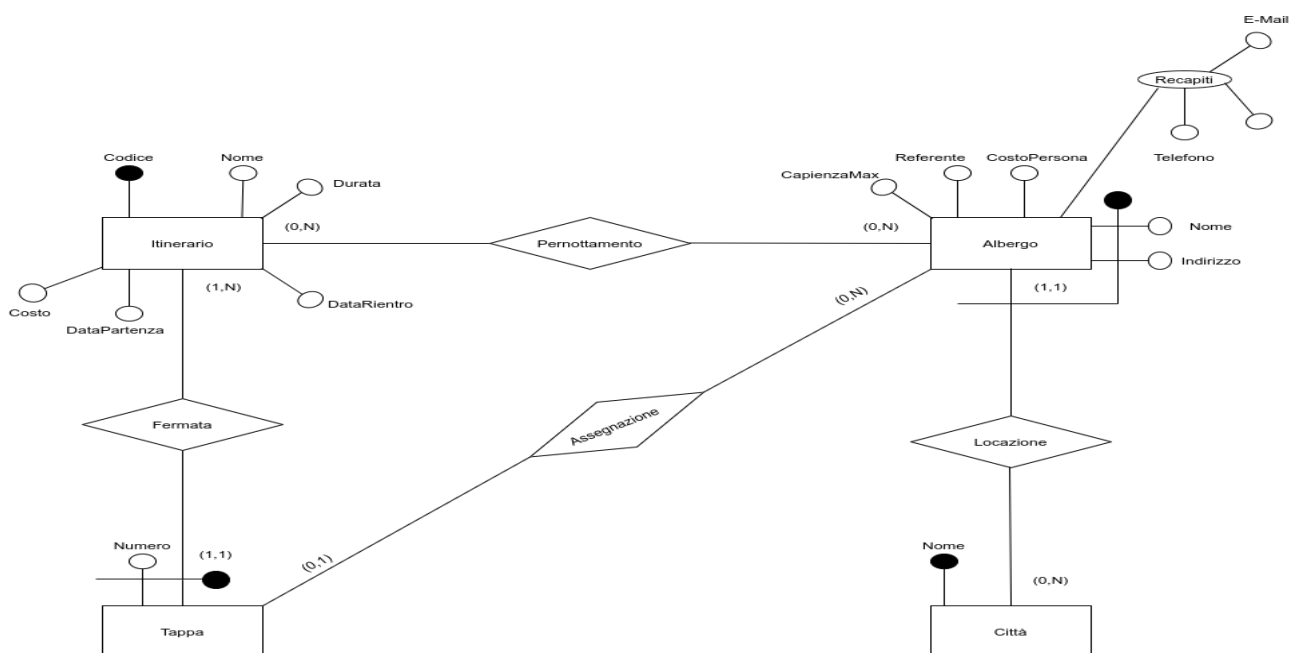 E-Mail
Recapiti
Telefono
Codice
Nome
Durata
Referente
CostoPersona
CapienzaMax
(0,N)
(0,N)
Itinerario
Pernottamento
Albergo
Nome
Indirizzo
(1,N)
(1,1)
Costo
DataPartenza
DataRientro
(0,N)
Fermata
Assegnazione
Locazione
Numero
(1,1)
(0,1)
Nome
(0,N)
Tappa
Città